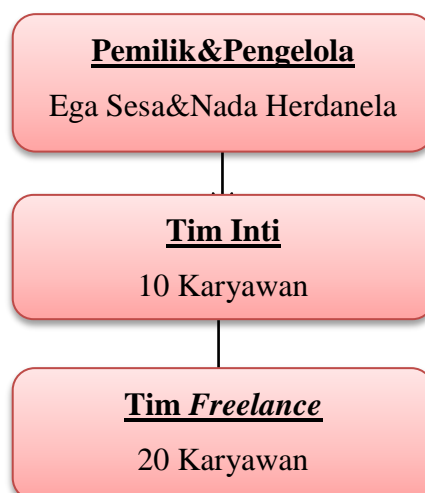 Pemilik&Pengelola
Ega Sesa&Nada Herdanela
Tim Inti
10 Karyawan
Tim Freelance
20 Karyawan